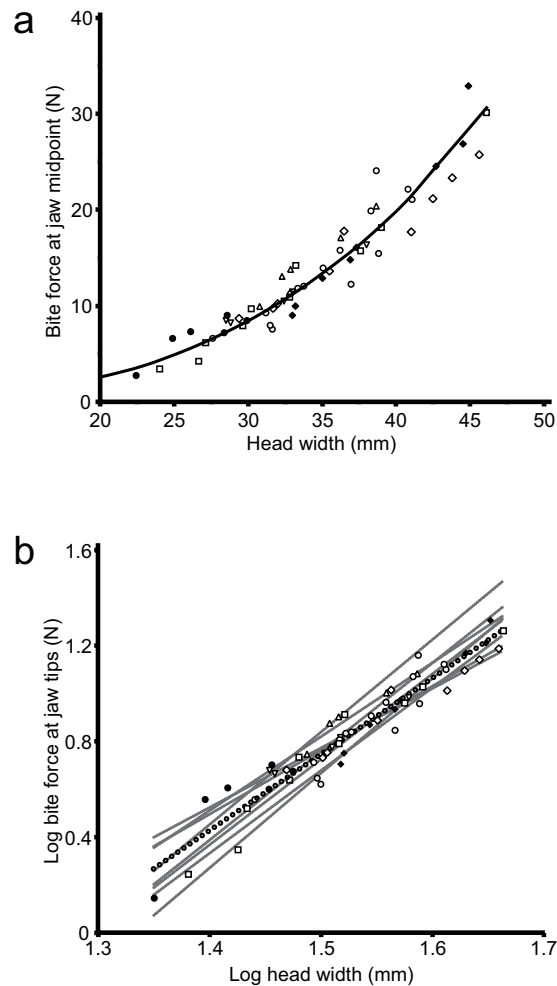 a
Bite force at jaw midpoint (N)
40
30
20
10
0
20 25 30 35 40 45 50
Head width (mm)
b
Log bite force at jaw tips (N)
1.6
1.2
0.8
0.4
0
1.3 1.4 1.5 1.6 1.7
Log head width (mm)